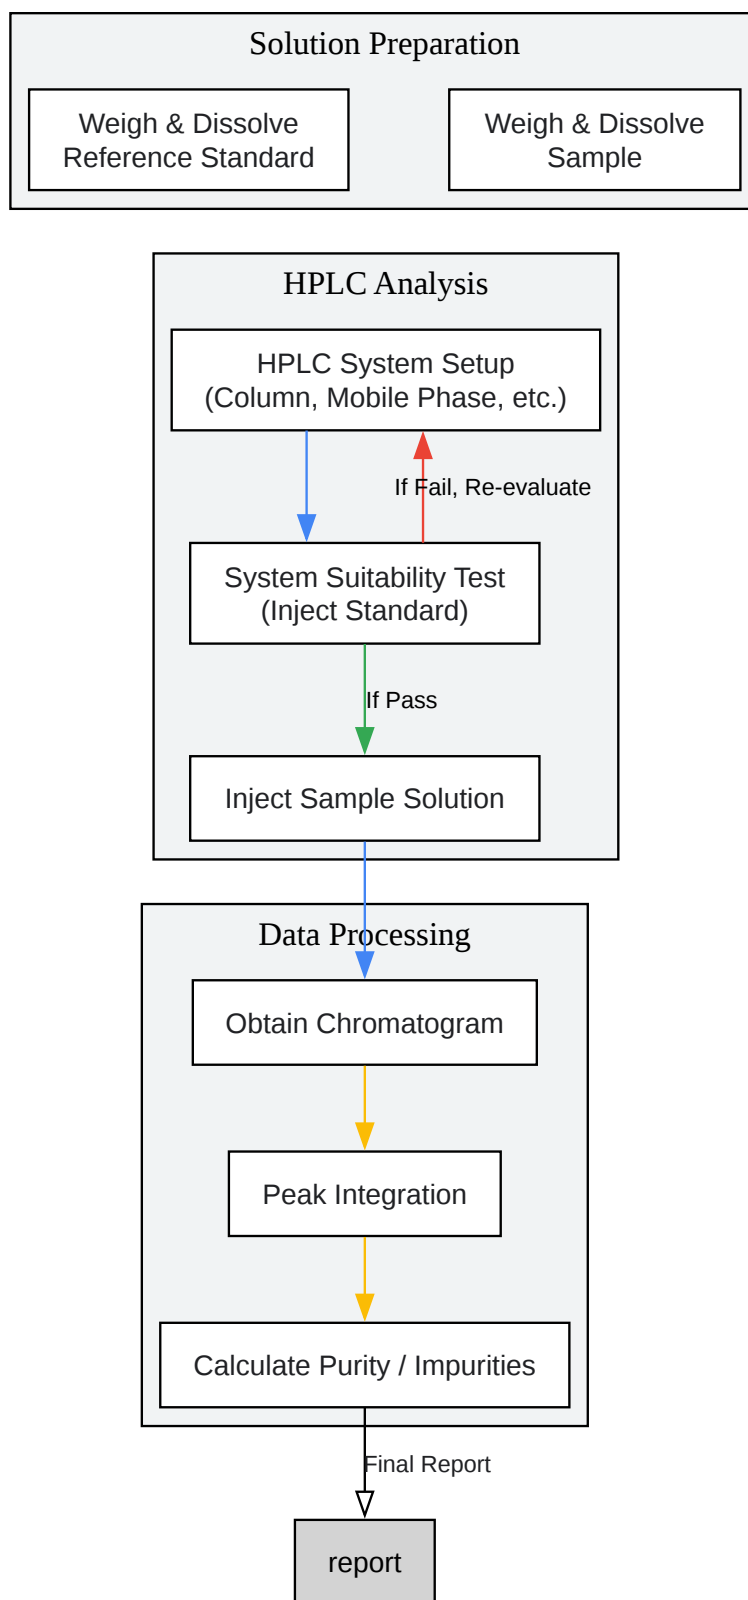 Solution Preparation
Weigh & Dissolve
Reference Standard
Weigh & Dissolve
Sample
HPLC Analysis
HPLC System Setup
(Column, Mobile Phase, etc.)
If Fail, Re-evaluate
System Suitability Test
(Inject Standard)
If Pass
Inject Sample Solution
Data Processing
Obtain Chromatogram
Peak Integration
Calculate Purity / Impurities
Final Report
report